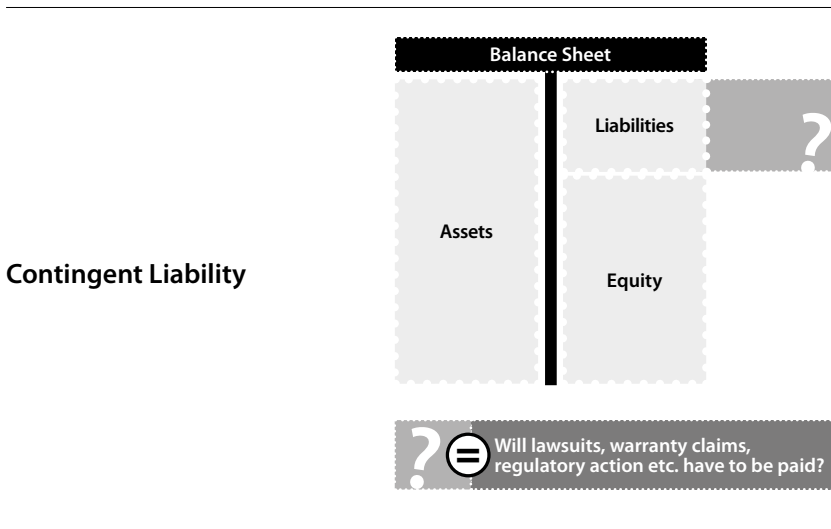 Balance Sheet
Liabilities
?
Assets
Equity
Contingent Liability
? = Will lawsuits, warranty claims,
regulatory action etc. have to be paid?